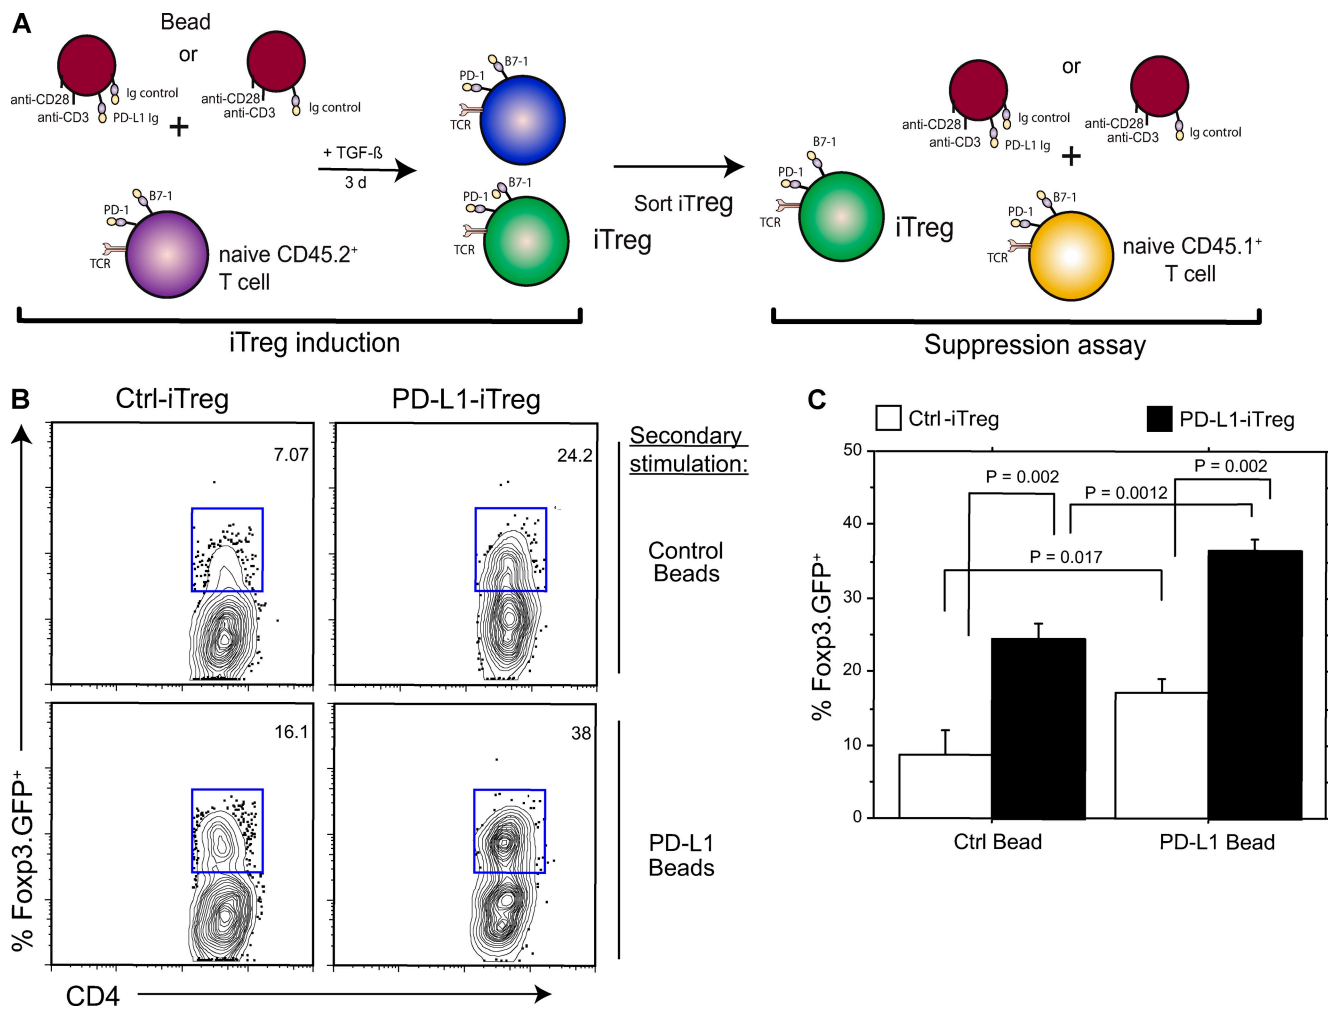 A
Bead
or
anti-CD28
anti-CD3
Ig control
PD-L1 Ig
anti-CD28
anti-CD3
Ig control
+
B7-1
PD-1
TCR
naive CD45.2⁺
T cell
+ TGF-ß
3 d
B7-1
PD-1
TCR
B7-1
PD-1
TCR
iTreg
Sort iTreg
B7-1
PD-1
TCR
iTreg
or
anti-CD28
anti-CD3
Ig control
PD-L1 Ig
anti-CD28
anti-CD3
Ig control
+
B7-1
PD-1
TCR
naive CD45.1⁺
T cell
iTreg induction
Suppression assay
B
Ctrl-iTreg
PD-L1-iTreg
7.07
24.2
16.1
38
Secondary
stimulation:
Control
Beads
PD-L1
Beads
% Foxp3.GFP⁺
CD4
C
Ctrl-iTreg
PD-L1-iTreg
% Foxp3.GFP⁺
50
40
30
20
10
0
P = 0.002
P = 0.002
P = 0.0012
P = 0.017
Ctrl Bead
PD-L1 Bead